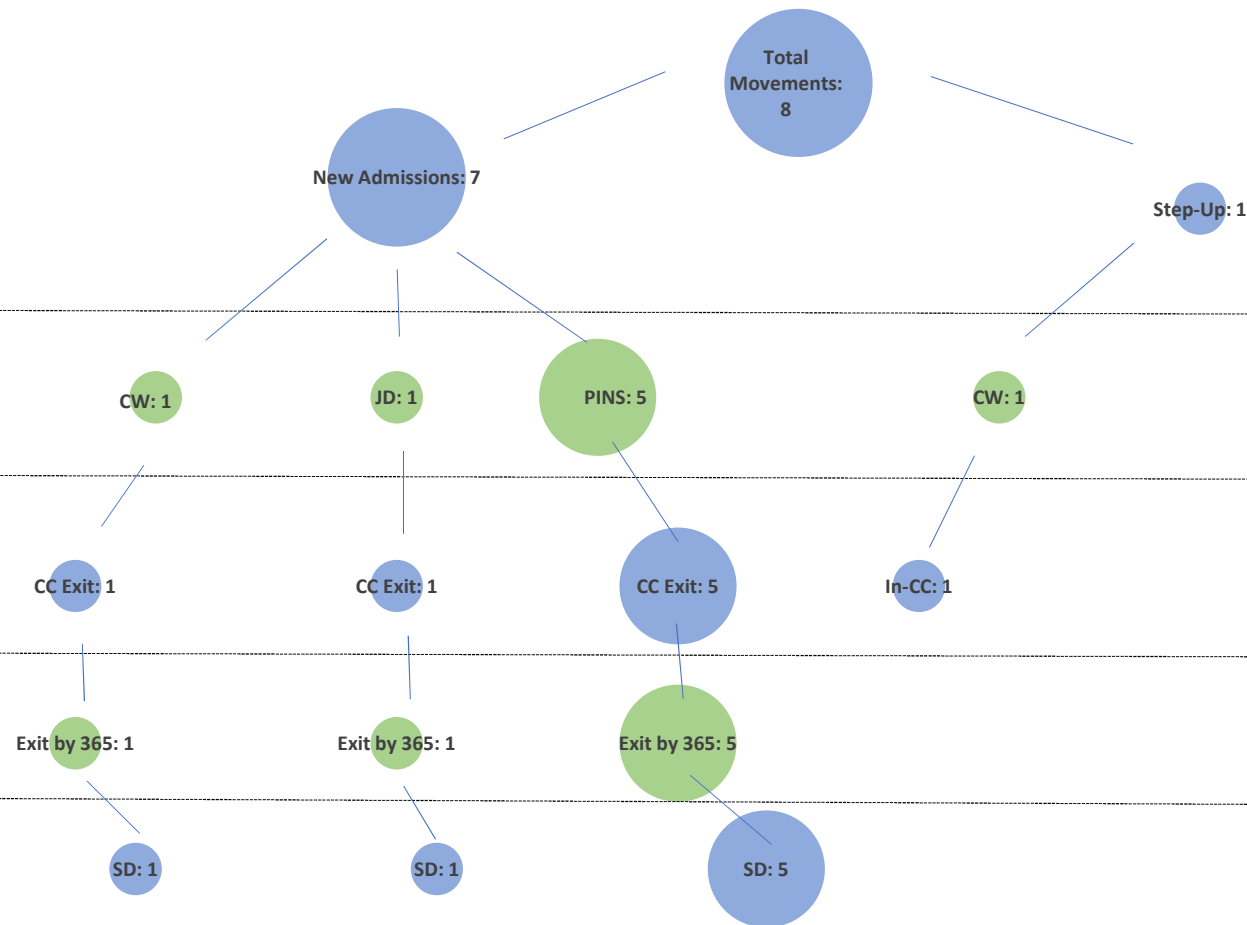 Total
Movements:
8
New Admissions: 7
Step-Up: 1
CW: 1
JD: 1
PINS: 5
CW: 1
CC Exit: 1
CC Exit: 1
CC Exit: 5
In-CC: 1
Exit by 365: 1
Exit by 365: 1
Exit by 365: 5
SD: 1
SD: 1
SD: 5